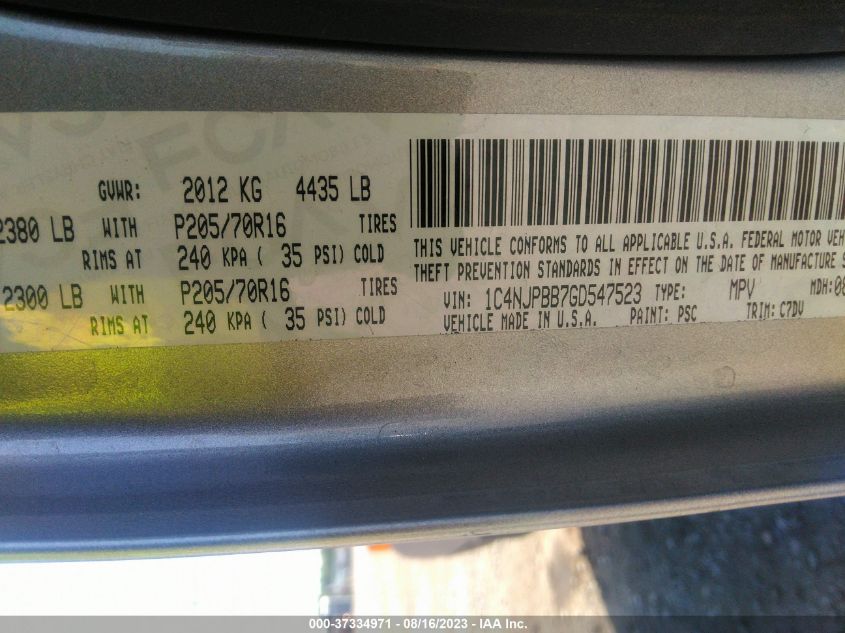 GVWR: 2012 KG 4435 LB
2380 LB WITH P205/70R16 TIRES
RIMS AT 240 KPA ( 35 PSI) COLD
2300 LB WITH P205/70R16 TIRES
RIMS AT 240 KPA ( 35 PSI) COLD
THIS VEHICLE CONFORMS TO ALL APPLICABLE U.S.A. FEDERAL MOTOR VEH
THEFT PREVENTION STANDARDS IN EFFECT ON THE DATE OF MANUFACTURE S
VIN: 1C4NJPBB7GD547523 TYPE: MPV MDH: 08
VEHICLE MADE IN U.S.A. PAINT: PSC TRIM: C7DV
000-37334971 - 08/16/2023 - IAA Inc.